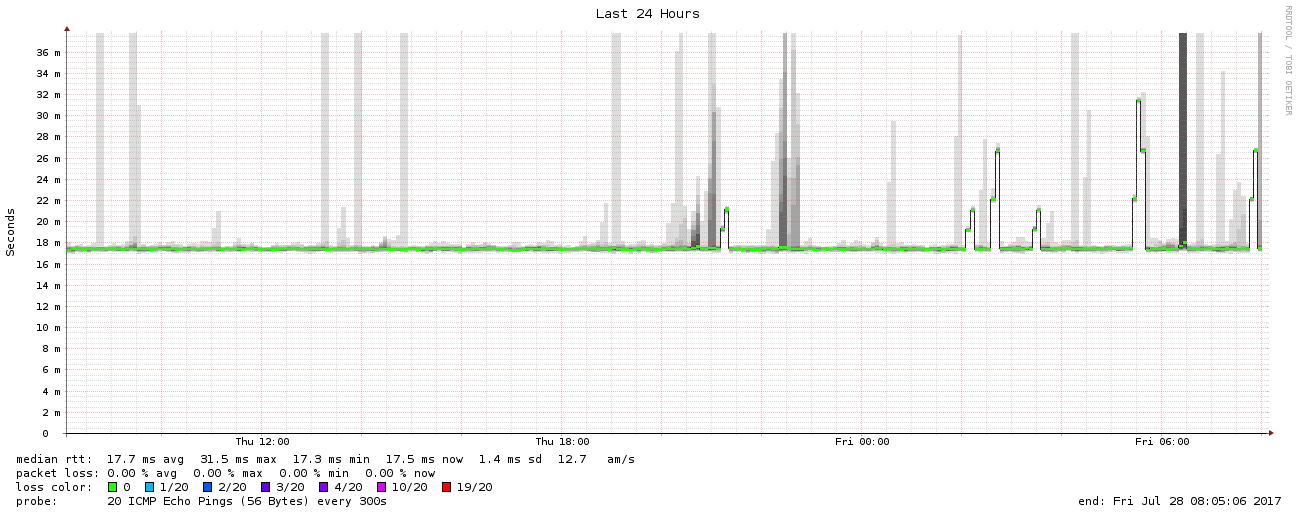 Last 24 Hours
RRDTOOL / TOBI OETIKER
Seconds
36 m
34 m
32 m
30 m
28 m
26 m
24 m
22 m
20 m
18 m
16 m
14 m
12 m
10 m
8 m
6 m
4 m
2 m
0
Thu 12:00 Thu 18:00 Fri 00:00 Fri 06:00
median rtt: 17.7 ms avg 31.5 ms max 17.3 ms min 17.5 ms now 1.4 ms sd 12.7 am/s
packet loss: 0.00 % avg 0.00 % max 0.00 % min 0.00 % now
loss color: 0 1/20 2/20 3/20 4/20 10/20 19/20
probe: 20 ICMP Echo Pings (56 Bytes) every 300s end: Fri Jul 28 08:05:06 2017